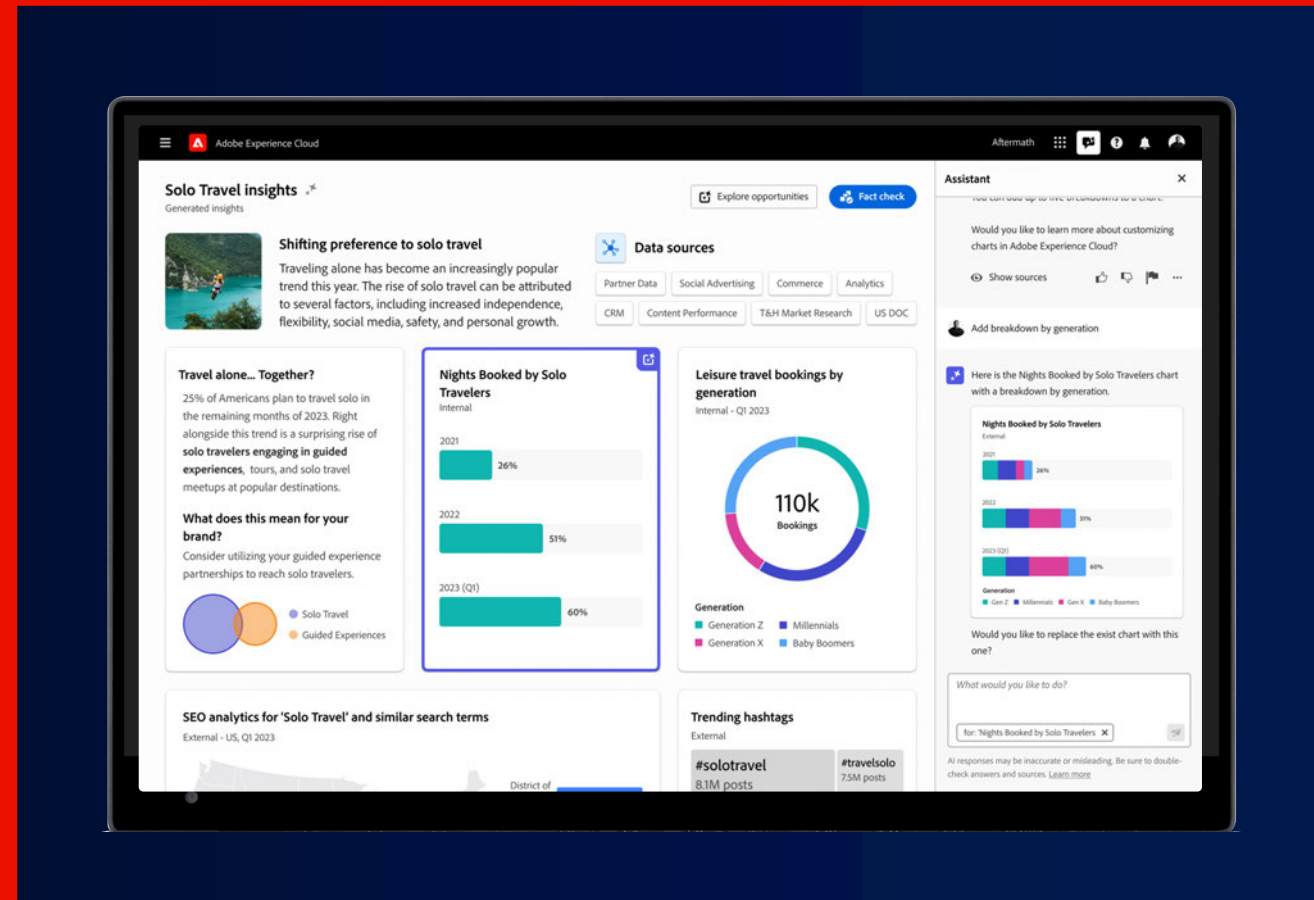 Adobe Experience Cloud
Aftermath
Solo Travel insights
Generated insights
Explore opportunities
Fact check
Shifting preference to solo travel
Traveling alone has become an increasingly popular
trend this year. The rise of solo travel can be attributed
to several factors, including increased independence,
flexibility, social media, safety, and personal growth.
Data sources
Partner Data
Social Advertising
Commerce
Analytics
CRM
Content Performance
T&H Market Research
US DOC
Travel alone... Together?
25% of Americans plan to travel solo in
the remaining months of 2023. Right
alongside this trend is a surprising rise of
solo travelers engaging in guided
experiences, tours, and solo travel
meetups at popular destinations.
What does this mean for your
brand?
Consider utilizing your guided experience
partnerships to reach solo travelers.
Solo Travel
Guided Experiences
Nights Booked by Solo
Travelers
Internal
2021
26%
2022
51%
2023 (Q1)
60%
Leisure travel bookings by
generation
Internal - Q1 2023
110k
Bookings
Generation
Generation Z
Millennials
Generation X
Baby Boomers
SEO analytics for 'Solo Travel' and similar search terms
External - US, Q1 2023
District of
Trending hashtags
External
#solotravel
8.1M posts
#travelsolo
7.5M posts
Assistant
You can add up to five breakdowns to a chart.
Would you like to learn more about customizing
charts in Adobe Experience Cloud?
Show sources
Add breakdown by generation
Here is the Nights Booked by Solo Travelers chart
with a breakdown by generation.
Nights Booked by Solo Travelers
External
2021
26%
2022
51%
2023 (Q1)
60%
Generation
Gen Z
Millennials
Gen X
Baby Boomers
Would you like to replace the exist chart with this
one?
What would you like to do?
for: 'Nights Booked by Solo Travelers
AI responses may be inaccurate or misleading. Be sure to double-
check answers and sources. Learn more